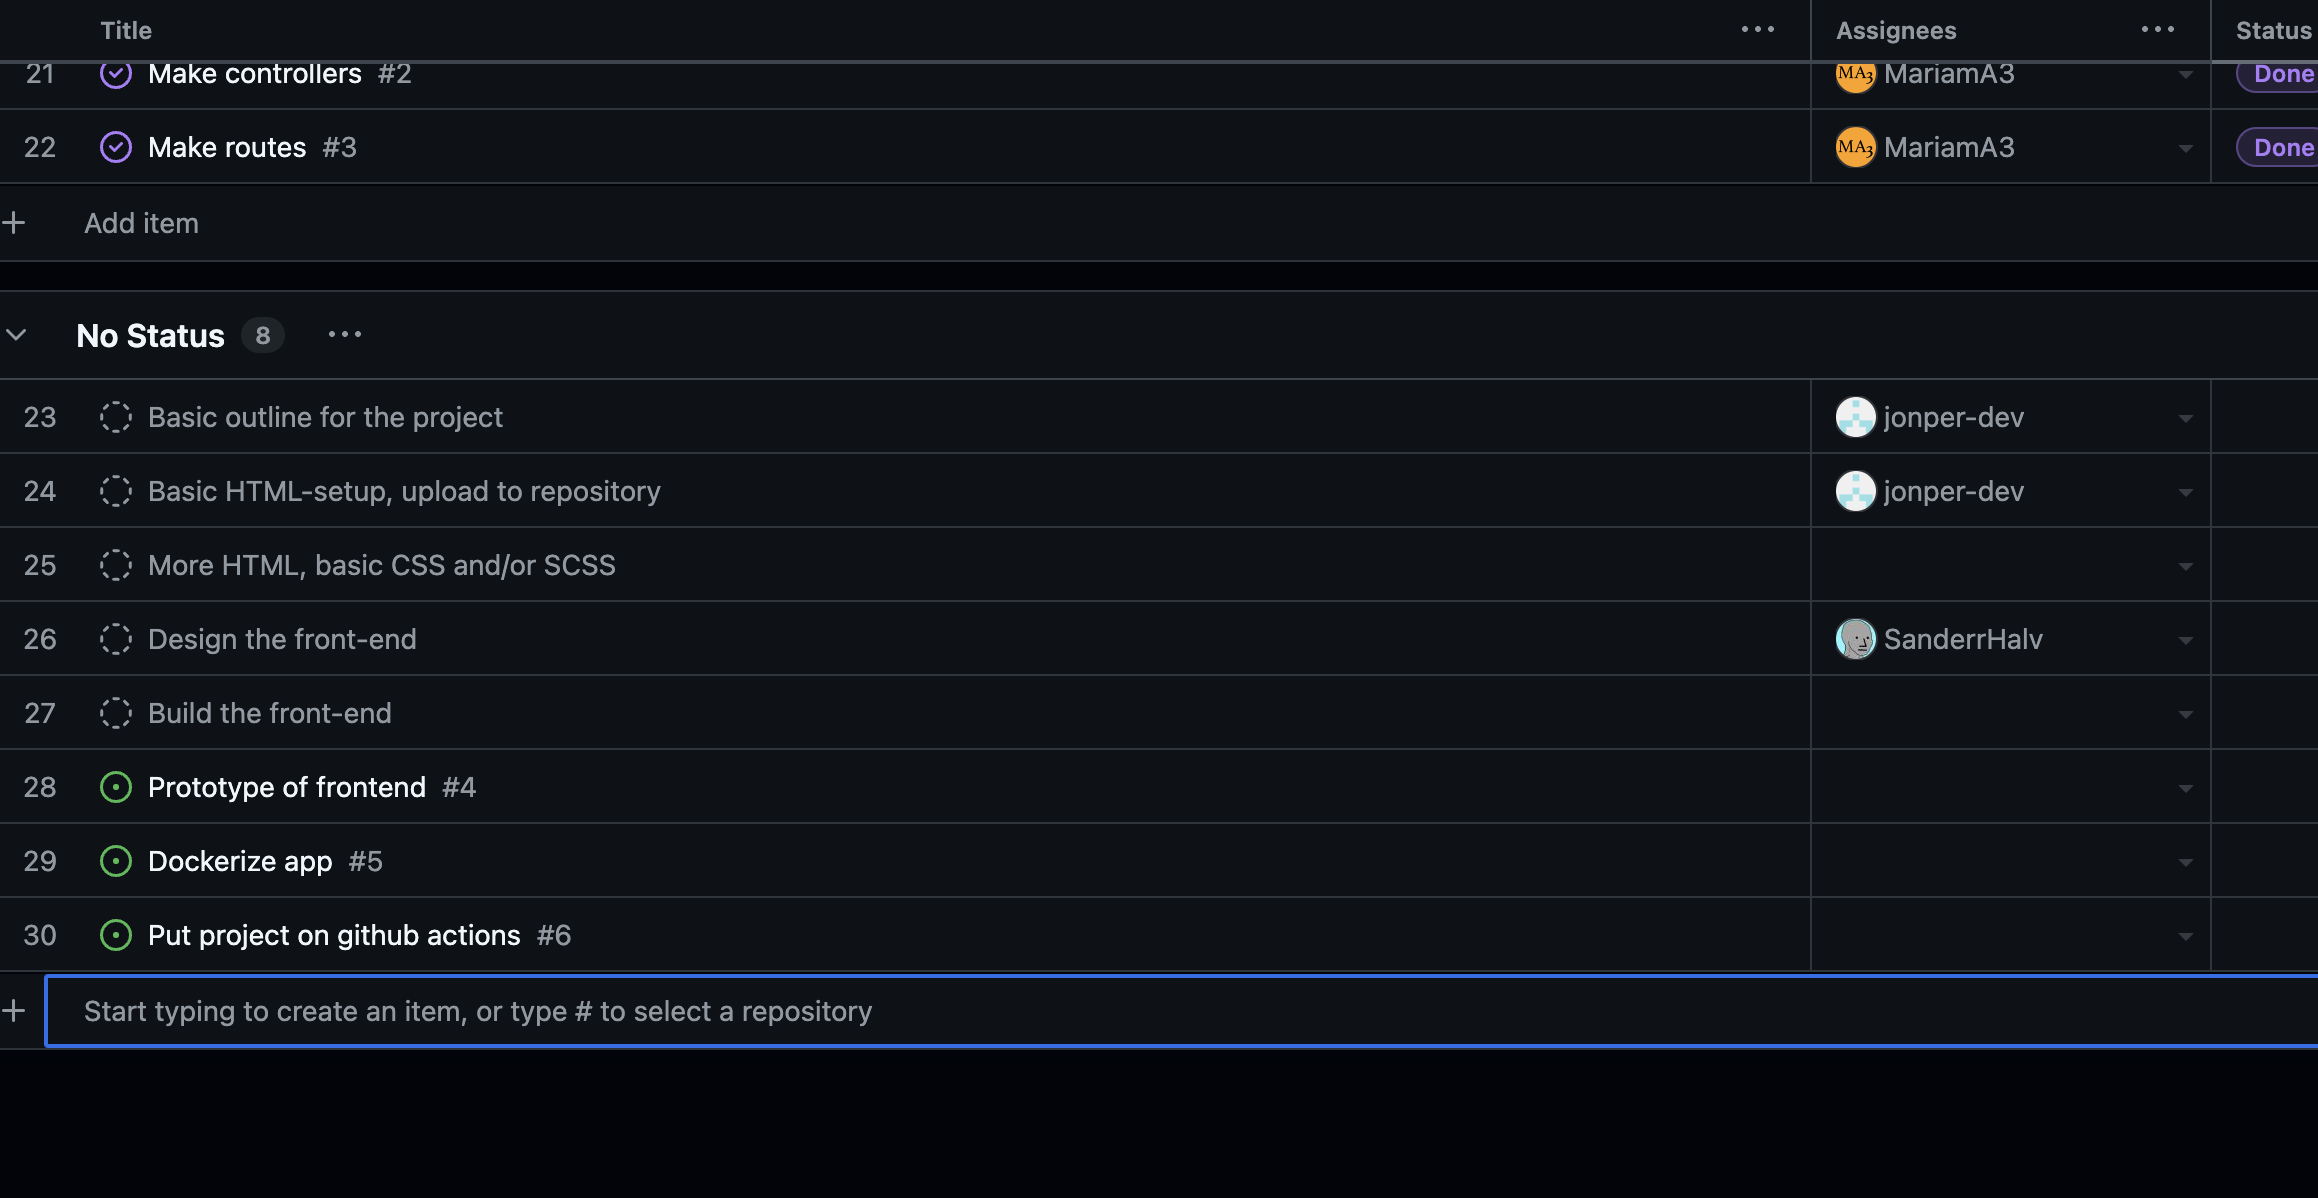 Title ... Assignees ... Status
21 Make controllers #2 MA3 MariamA3 Done
22 Make routes #3 MA3 MariamA3 Done
+ Add item
No Status 8 ...
23 Basic outline for the project jonper-dev
24 Basic HTML-setup, upload to repository jonper-dev
25 More HTML, basic CSS and/or SCSS
26 Design the front-end SanderrHalv
27 Build the front-end
28 Prototype of frontend #4
29 Dockerize app #5
30 Put project on github actions #6
+ Start typing to create an item, or type # to select a repository